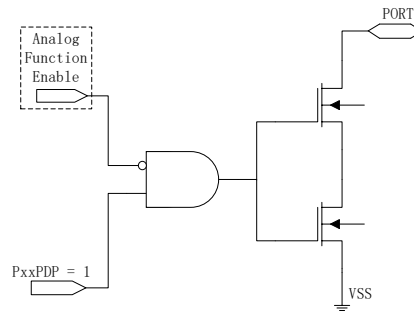 PORT
Analog
Function
Enable
PxxPDP = 1
VSS